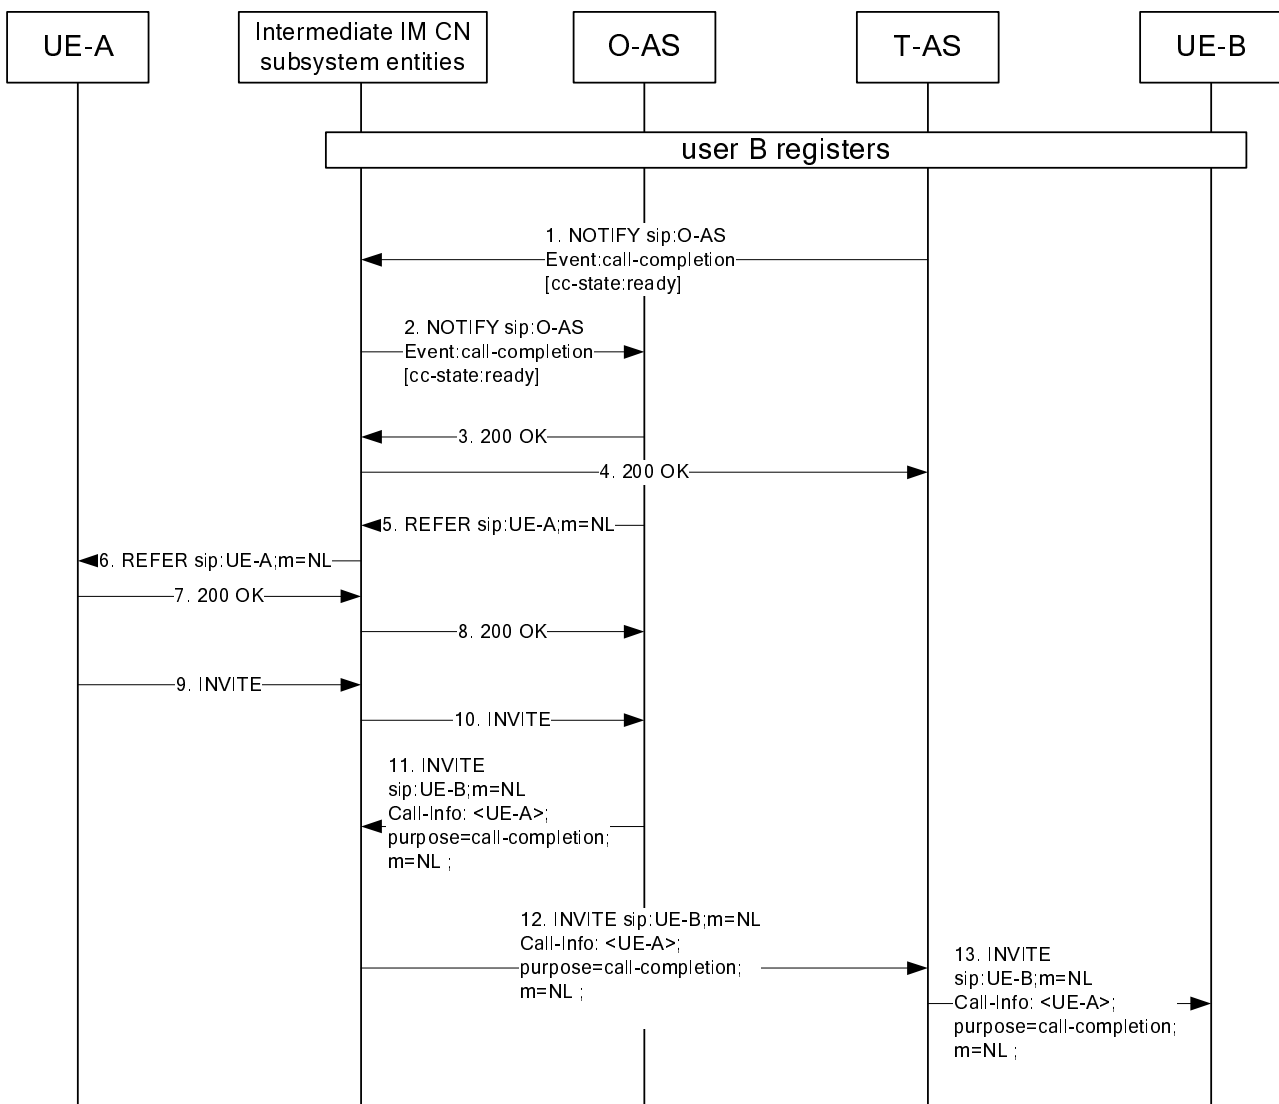 UE-A
Intermediate IM CN
subsystem entities
O-AS
T-AS
UE-B
user B registers
1. NOTIFY sip:O-AS
Event:call-completion
[cc-state:ready]
2. NOTIFY sip:O-AS
Event:call-completion
[cc-state:ready]
3. 200 OK
4. 200 OK
5. REFER sip:UE-A;m=NL
6. REFER sip:UE-A;m=NL
7. 200 OK
8. 200 OK
9. INVITE
10. INVITE
11. INVITE
sip:UE-B;m=NL
Call-Info: <UE-A>;
purpose=call-completion;
m=NL ;
12. INVITE sip:UE-B;m=NL
Call-Info: <UE-A>;
purpose=call-completion;
m=NL ;
13. INVITE
sip:UE-B;m=NL
Call-Info: <UE-A>;
purpose=call-completion;
m=NL ;